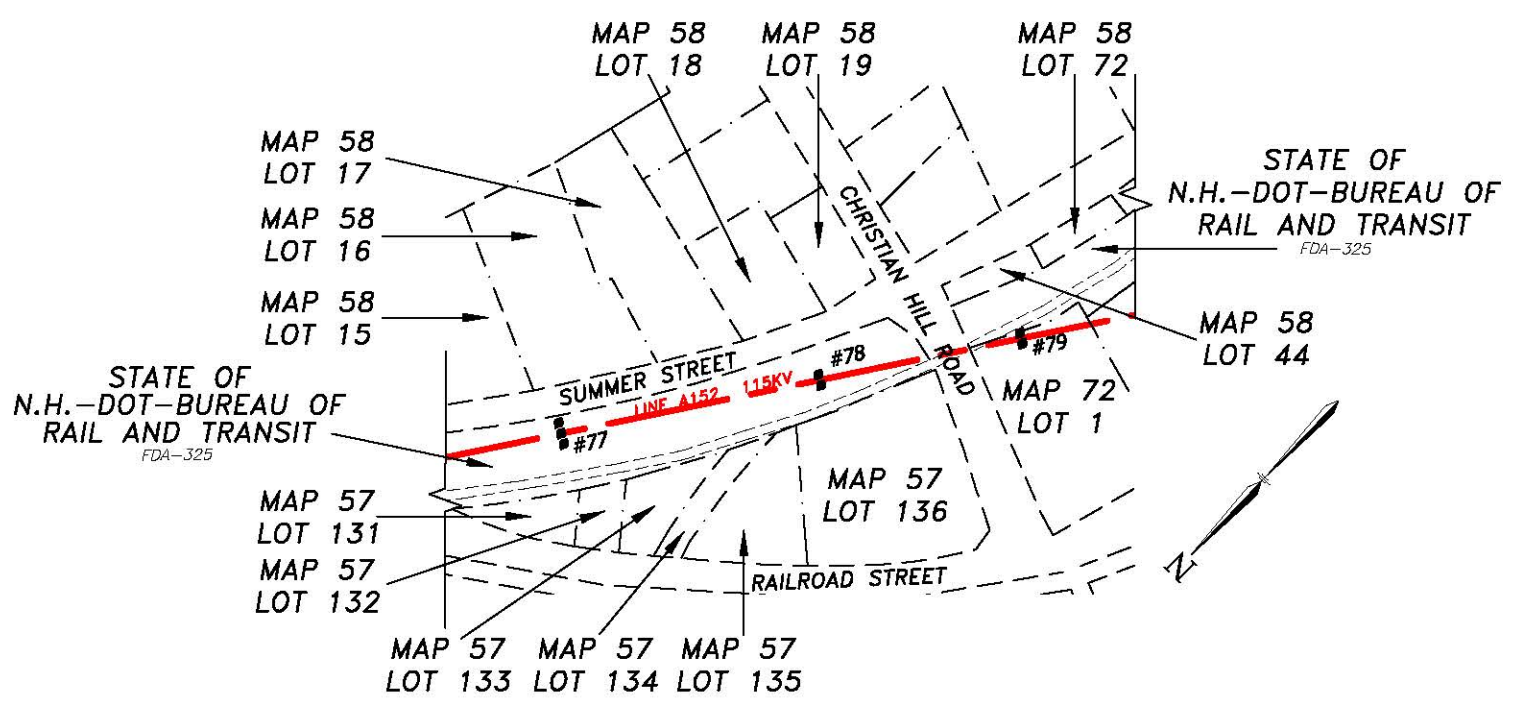 MAP 58
LOT 18
MAP 58
LOT 19
MAP 58
LOT 72
MAP 58
LOT 17
MAP 58
LOT 16
MAP 58
LOT 15
STATE OF
N.H.-DOT-BUREAU OF
RAIL AND TRANSIT
FDA-325
CHRISTIAN HILL ROAD
MAP 58
LOT 44
SUMMER STREET
LINE A152 115KV
#77
#78
#79
MAP 72
LOT 1
STATE OF
N.H.-DOT-BUREAU OF
RAIL AND TRANSIT
FDA-325
MAP 57
LOT 131
MAP 57
LOT 132
MAP 57
LOT 136
RAILROAD STREET
N
MAP 57
LOT 133
MAP 57
LOT 134
MAP 57
LOT 135